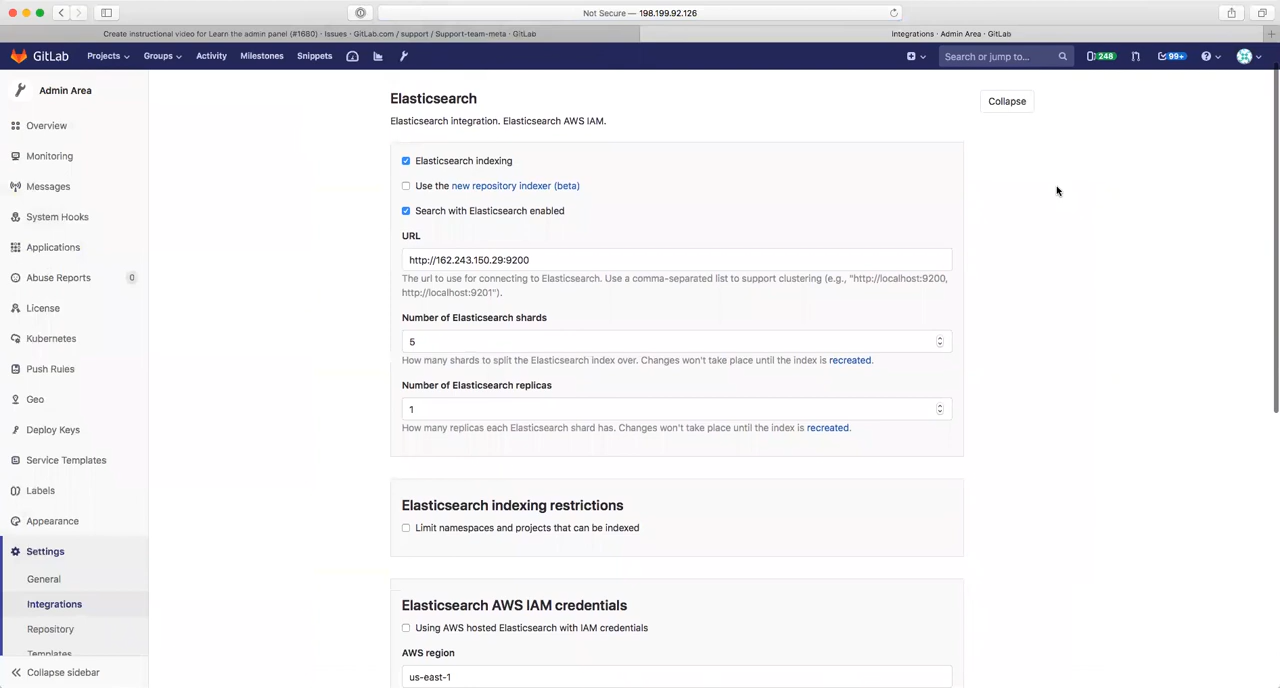 Not Secure — 198.199.92.126
Create instructional video for Learn the admin panel (#1680) · Issues · GitLab.com / support / Support-team-meta · GitLab
Integrations · Admin Area · GitLab
GitLab Projects Groups Activity Milestones Snippets Search or jump to... 248 99+
Admin Area
Overview
Monitoring
Messages
System Hooks
Applications
Abuse Reports 0
License
Kubernetes
Push Rules
Geo
Deploy Keys
Service Templates
Labels
Appearance
Settings
General
Integrations
Repository
Templates
Collapse sidebar
Elasticsearch
Collapse
Elasticsearch integration. Elasticsearch AWS IAM.
Elasticsearch indexing
Use the new repository indexer (beta)
Search with Elasticsearch enabled
URL
http://162.243.150.29:9200
The url to use for connecting to Elasticsearch. Use a comma-separated list to support clustering (e.g., "http://localhost:9200,
http://localhost:9201").
Number of Elasticsearch shards
5
How many shards to split the Elasticsearch index over. Changes won't take place until the index is recreated.
Number of Elasticsearch replicas
1
How many replicas each Elasticsearch shard has. Changes won't take place until the index is recreated.
Elasticsearch indexing restrictions
Limit namespaces and projects that can be indexed
Elasticsearch AWS IAM credentials
Using AWS hosted Elasticsearch with IAM credentials
AWS region
us-east-1